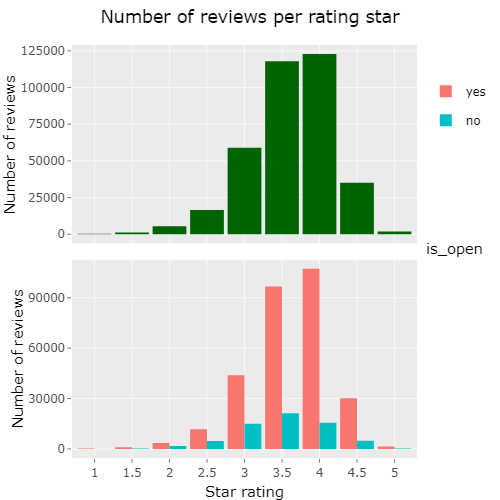 Number of reviews per rating star
125000
100000
75000
50000
25000
0
Number of reviews
yes
no
is_open
90000
60000
30000
0
Number of reviews
1 1.5 2 2.5 3 3.5 4 4.5 5
Star rating